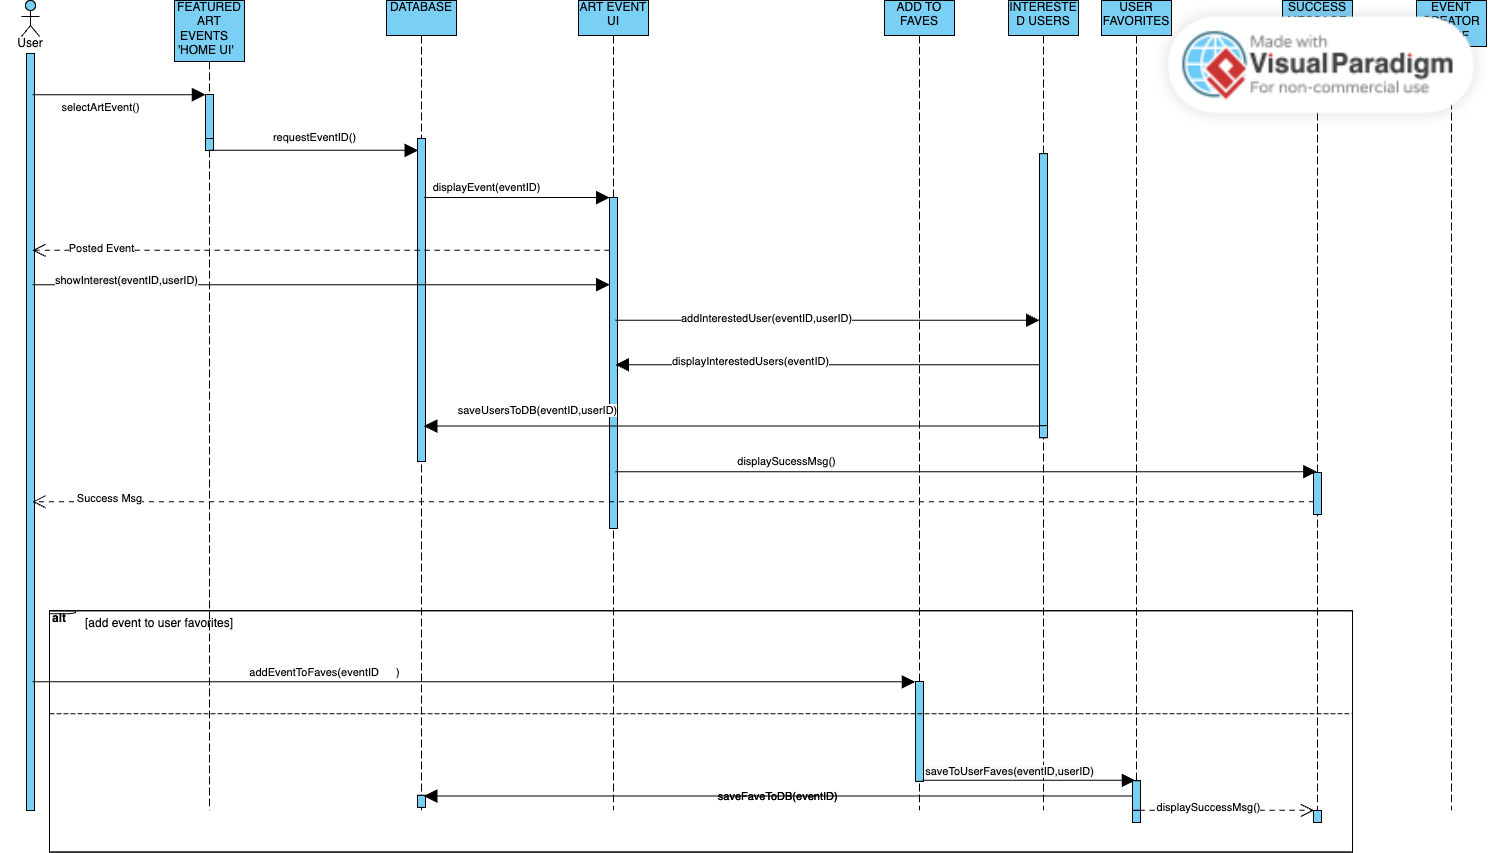 User
FEATURED
ART
EVENTS
'HOME UI'
DATABASE
ART EVENT
UI
ADD TO
FAVES
INTERESTE
D USERS
USER
FAVORITES
SUCCESS
EVENT
Made with
Visual Paradigm
For non-commercial use
selectArtEvent()
requestEventID()
displayEvent(eventID)
Posted Event
showInterest(eventID,userID)
addInterestedUser(eventID,userID)
displayInterestedUsers(eventID)
saveUsersToDB(eventID,userID)
displaySucessMsg()
Success Msg
alt
[add event to user favorites]
addEventToFaves(eventID )
saveToUserFaves(eventID,userID)
saveFaveToDB(eventID)
displaySuccessMsg()